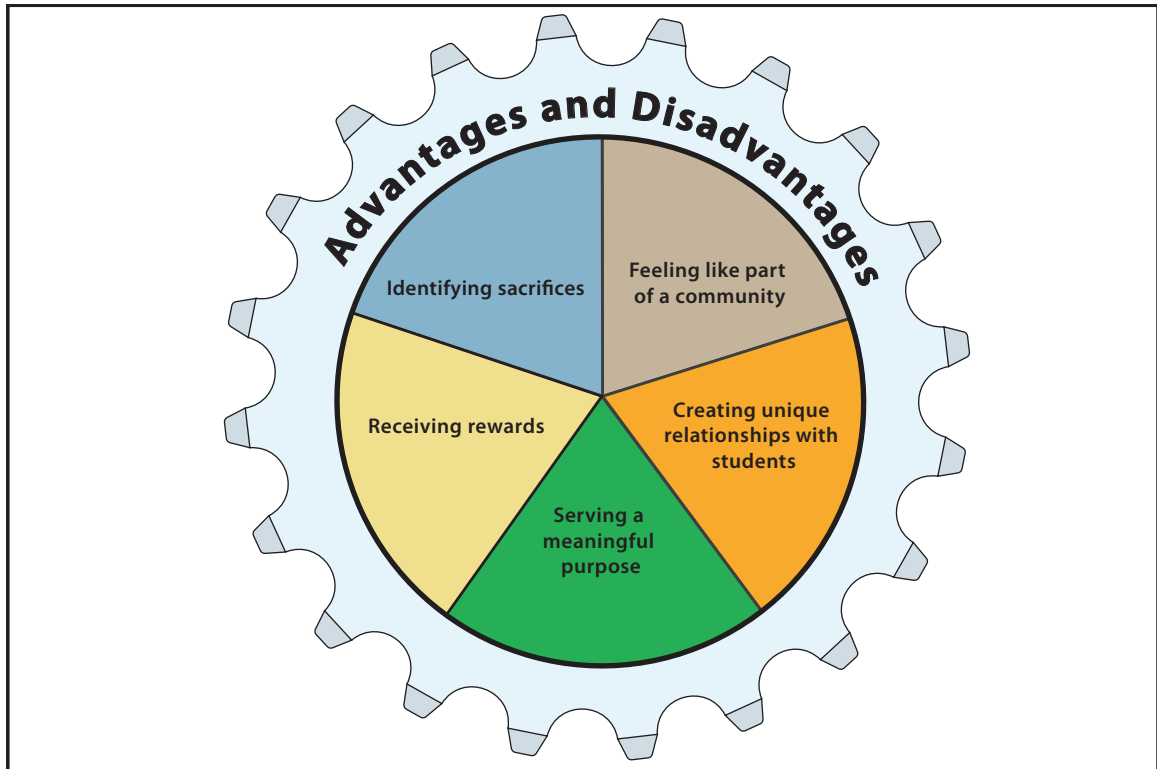 Advantages and Disadvantages
Identifying sacrifices
Feeling like part
of a community
Receiving rewards
Creating unique
relationships with
students
Serving a
meaningful
purpose